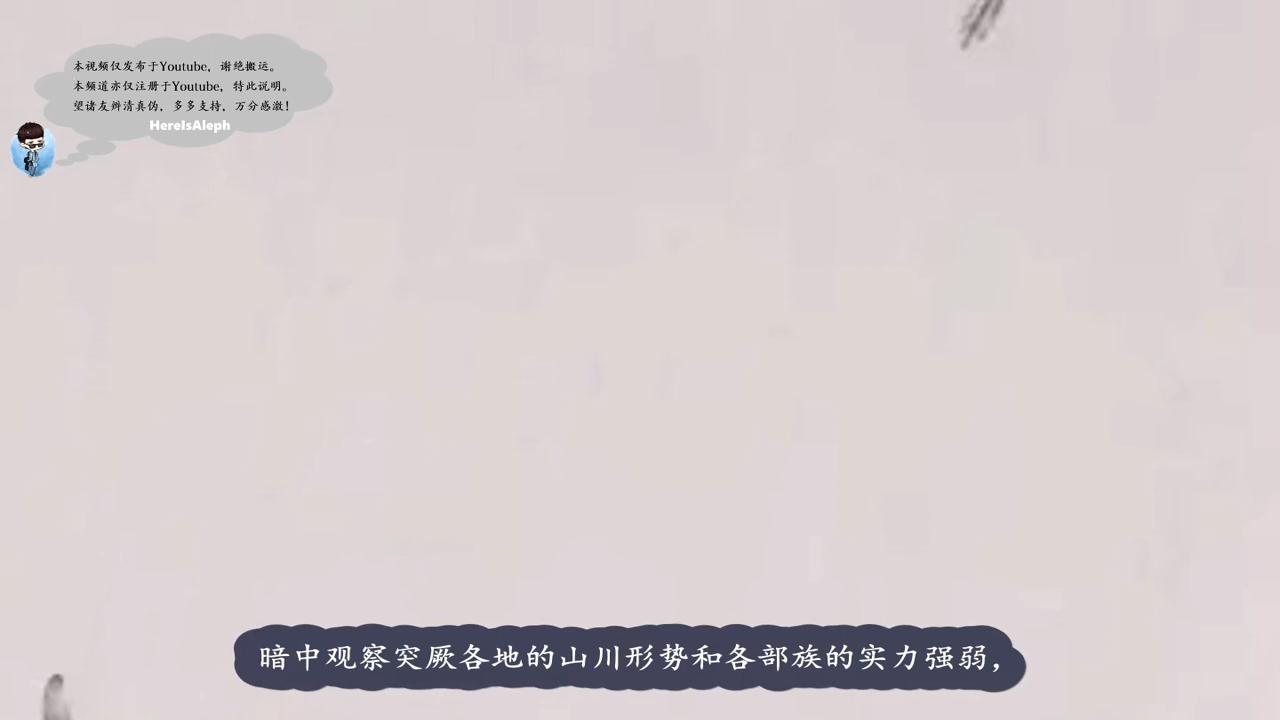 本视频仅发布于Youtube，谢绝搬运。
本频道亦仅注册于Youtube，特此说明。
望诸友辨清真伪，多多支持，万分感激！
HereIsAleph
暗中观察突厥各地的山川形势和各部族的实力强弱，